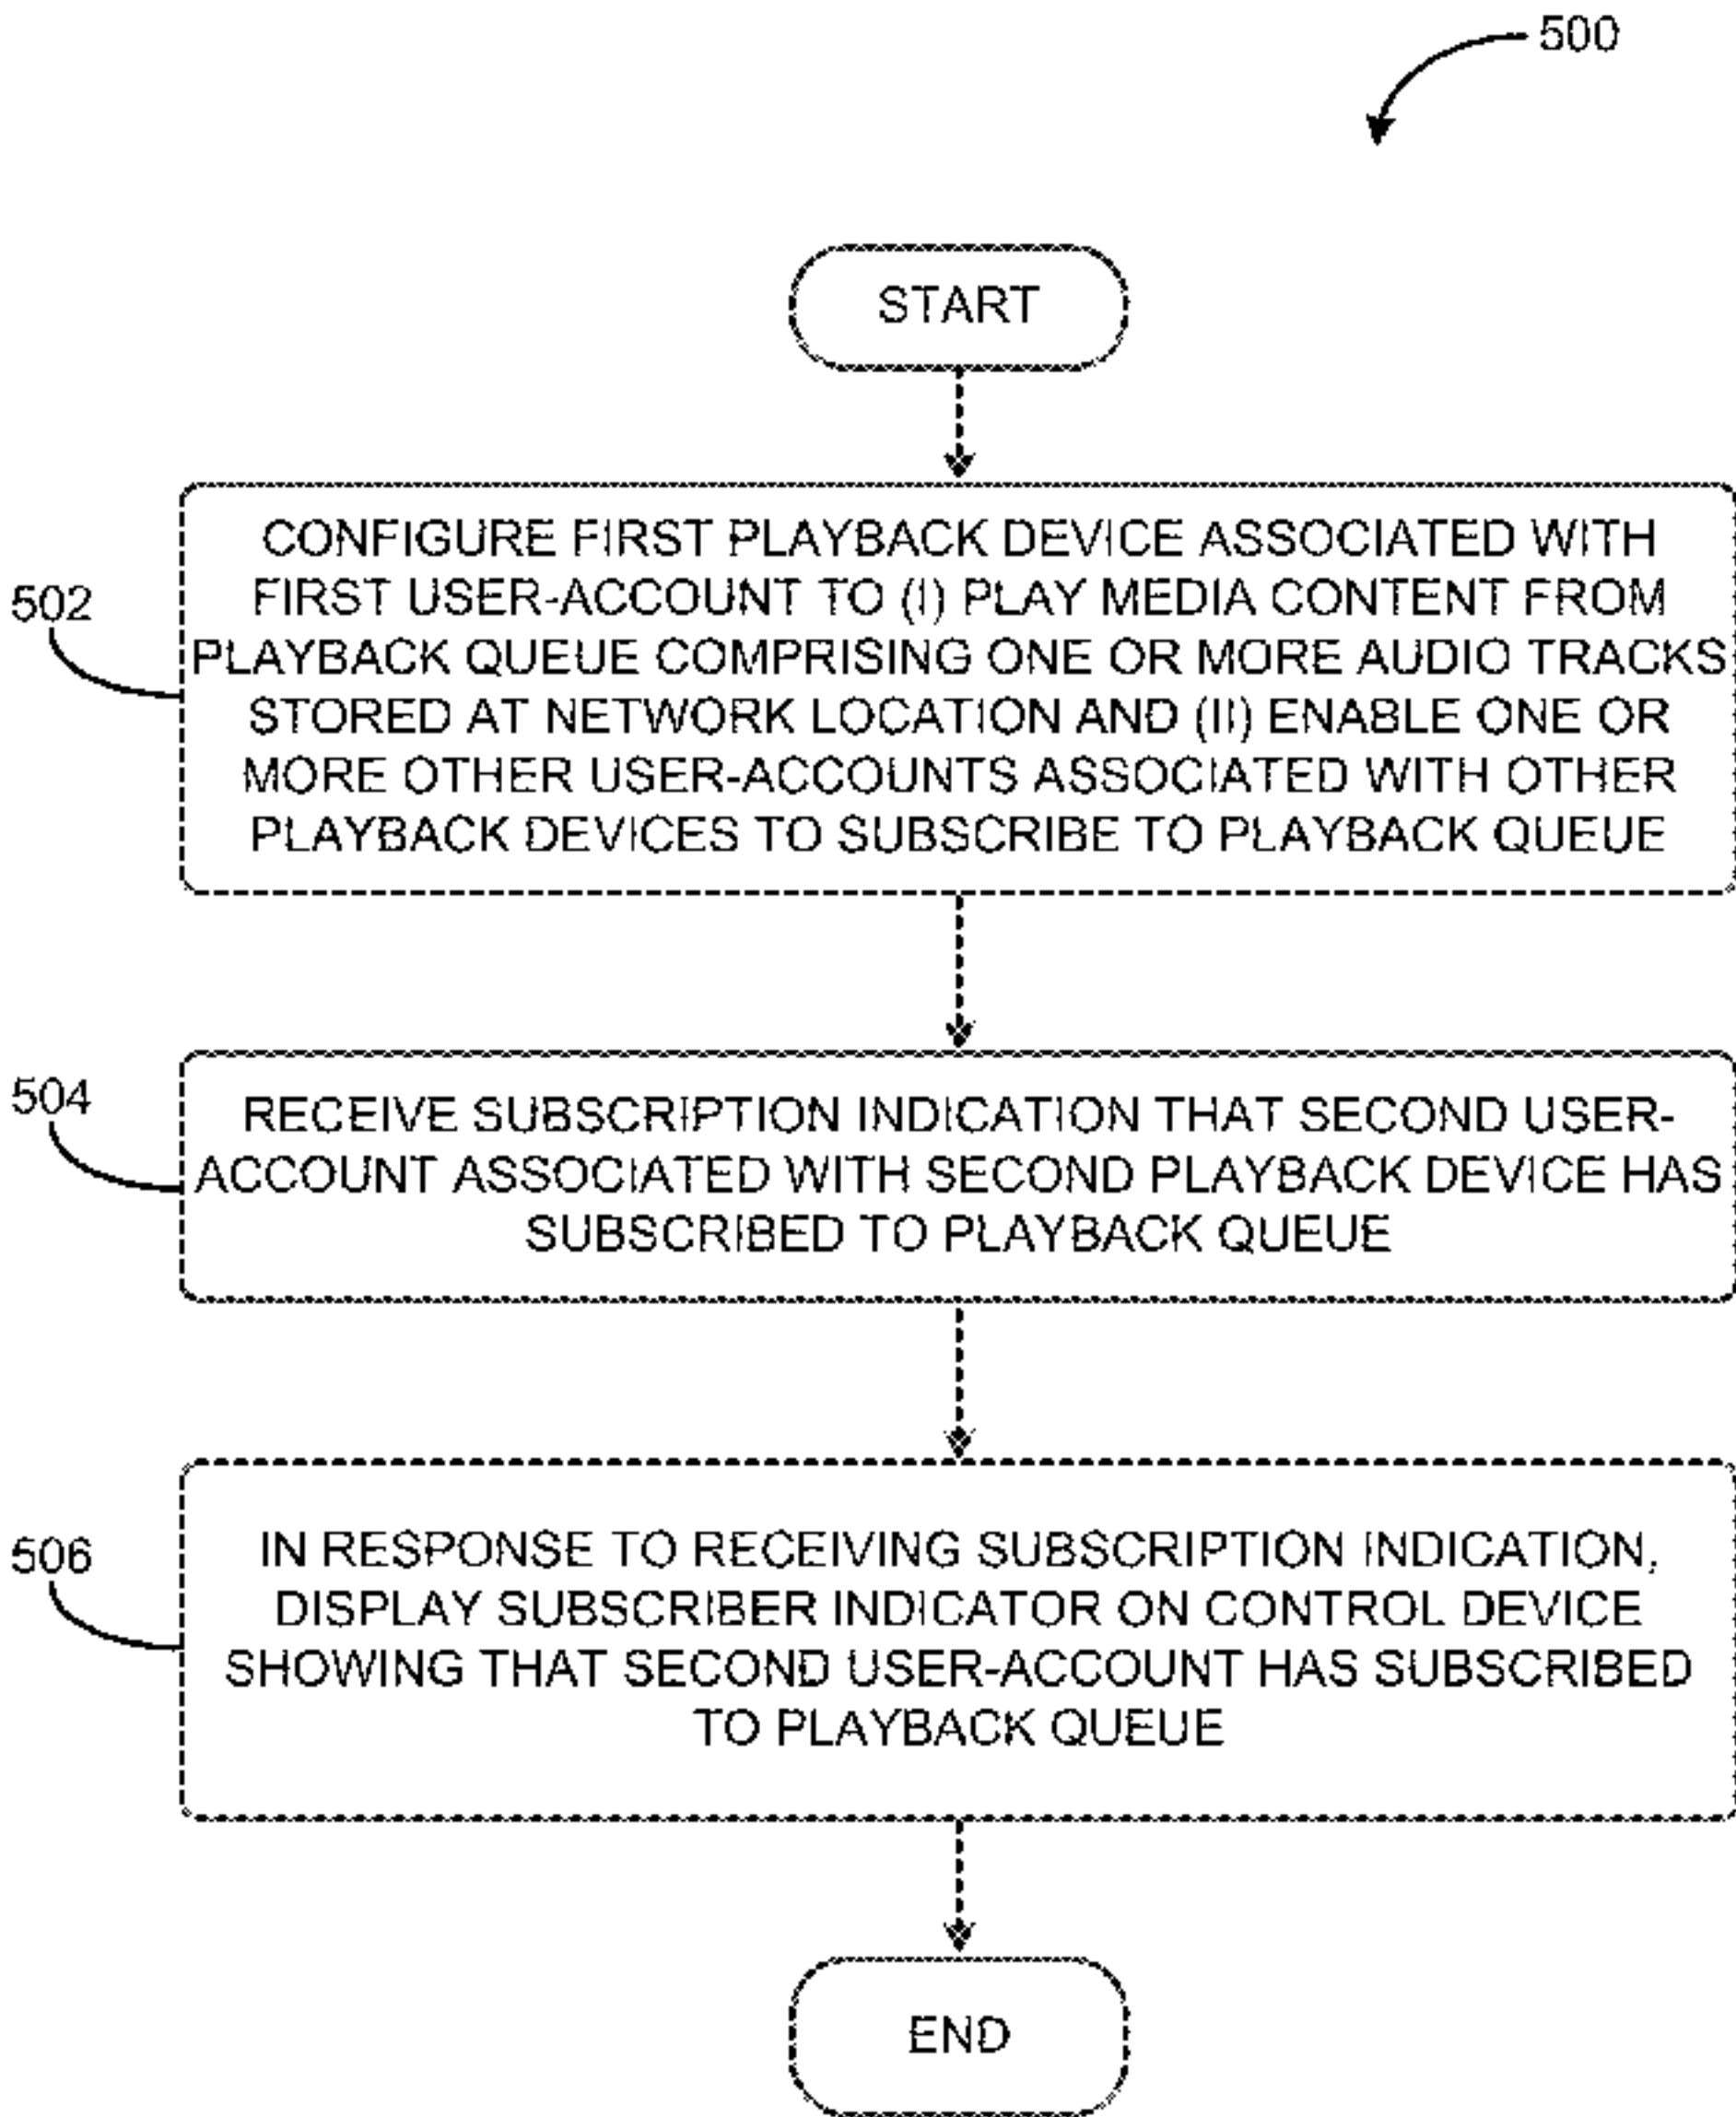 500
START
502
CONFIGURE FIRST PLAYBACK DEVICE ASSOCIATED WITH
FIRST USER-ACCOUNT TO (I) PLAY MEDIA CONTENT FROM
PLAYBACK QUEUE COMPRISING ONE OR MORE AUDIO TRACKS
STORED AT NETWORK LOCATION AND (II) ENABLE ONE OR
MORE OTHER USER-ACCOUNTS ASSOCIATED WITH OTHER
PLAYBACK DEVICES TO SUBSCRIBE TO PLAYBACK QUEUE
504
RECEIVE SUBSCRIPTION INDICATION THAT SECOND USER-
ACCOUNT ASSOCIATED WITH SECOND PLAYBACK DEVICE HAS
SUBSCRIBED TO PLAYBACK QUEUE
506
IN RESPONSE TO RECEIVING SUBSCRIPTION INDICATION,
DISPLAY SUBSCRIBER INDICATOR ON CONTROL DEVICE
SHOWING THAT SECOND USER-ACCOUNT HAS SUBSCRIBED
TO PLAYBACK QUEUE
END